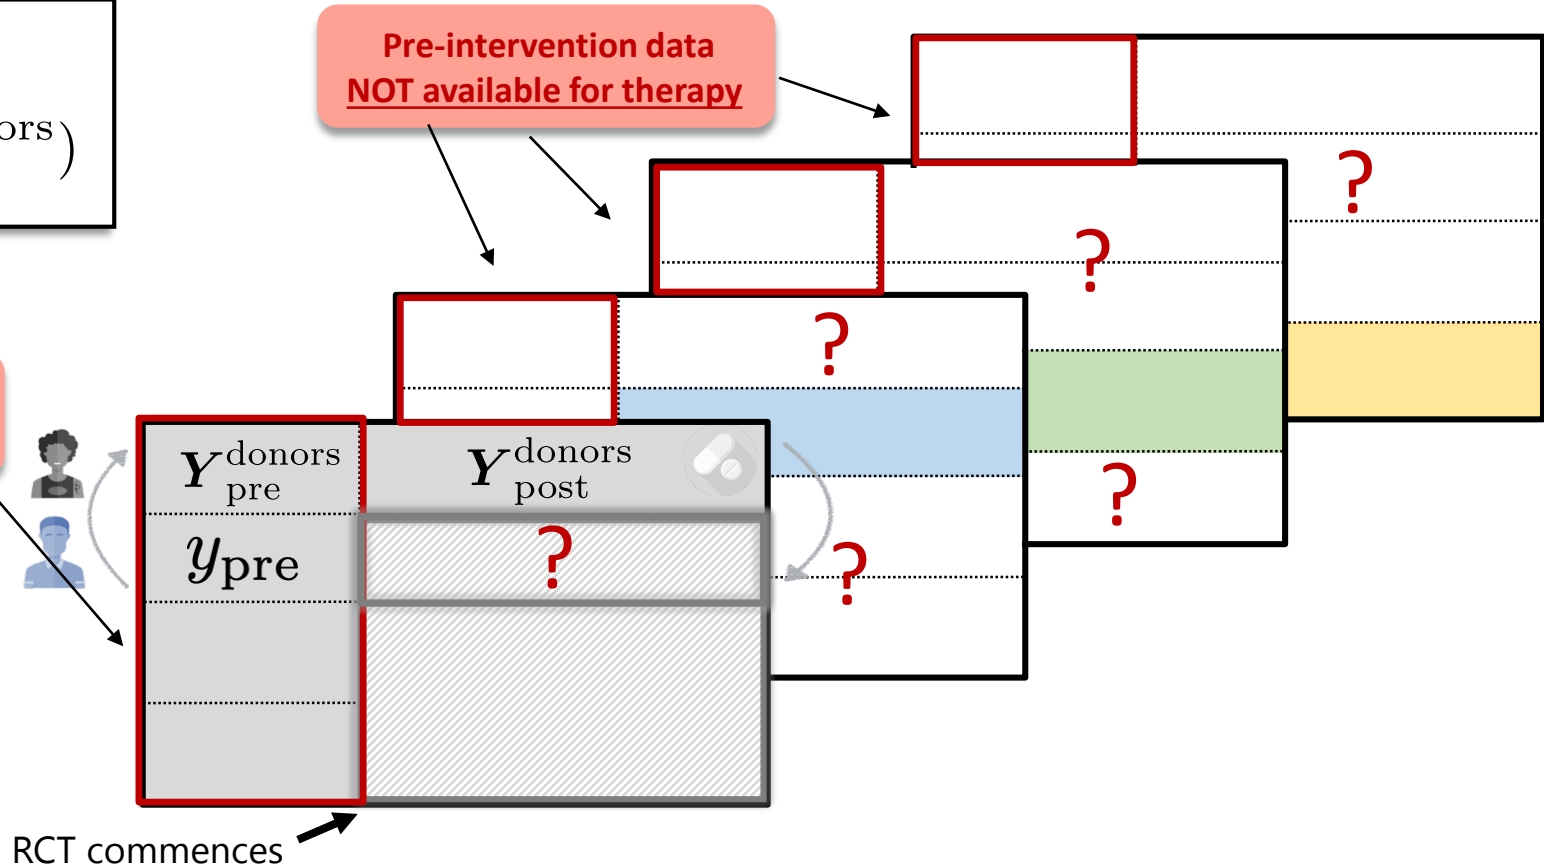 ors)
Pre-intervention data
NOT available for therapy
?
?
?
Y donors pre
Y donors post
y pre
?
?
?
RCT commences